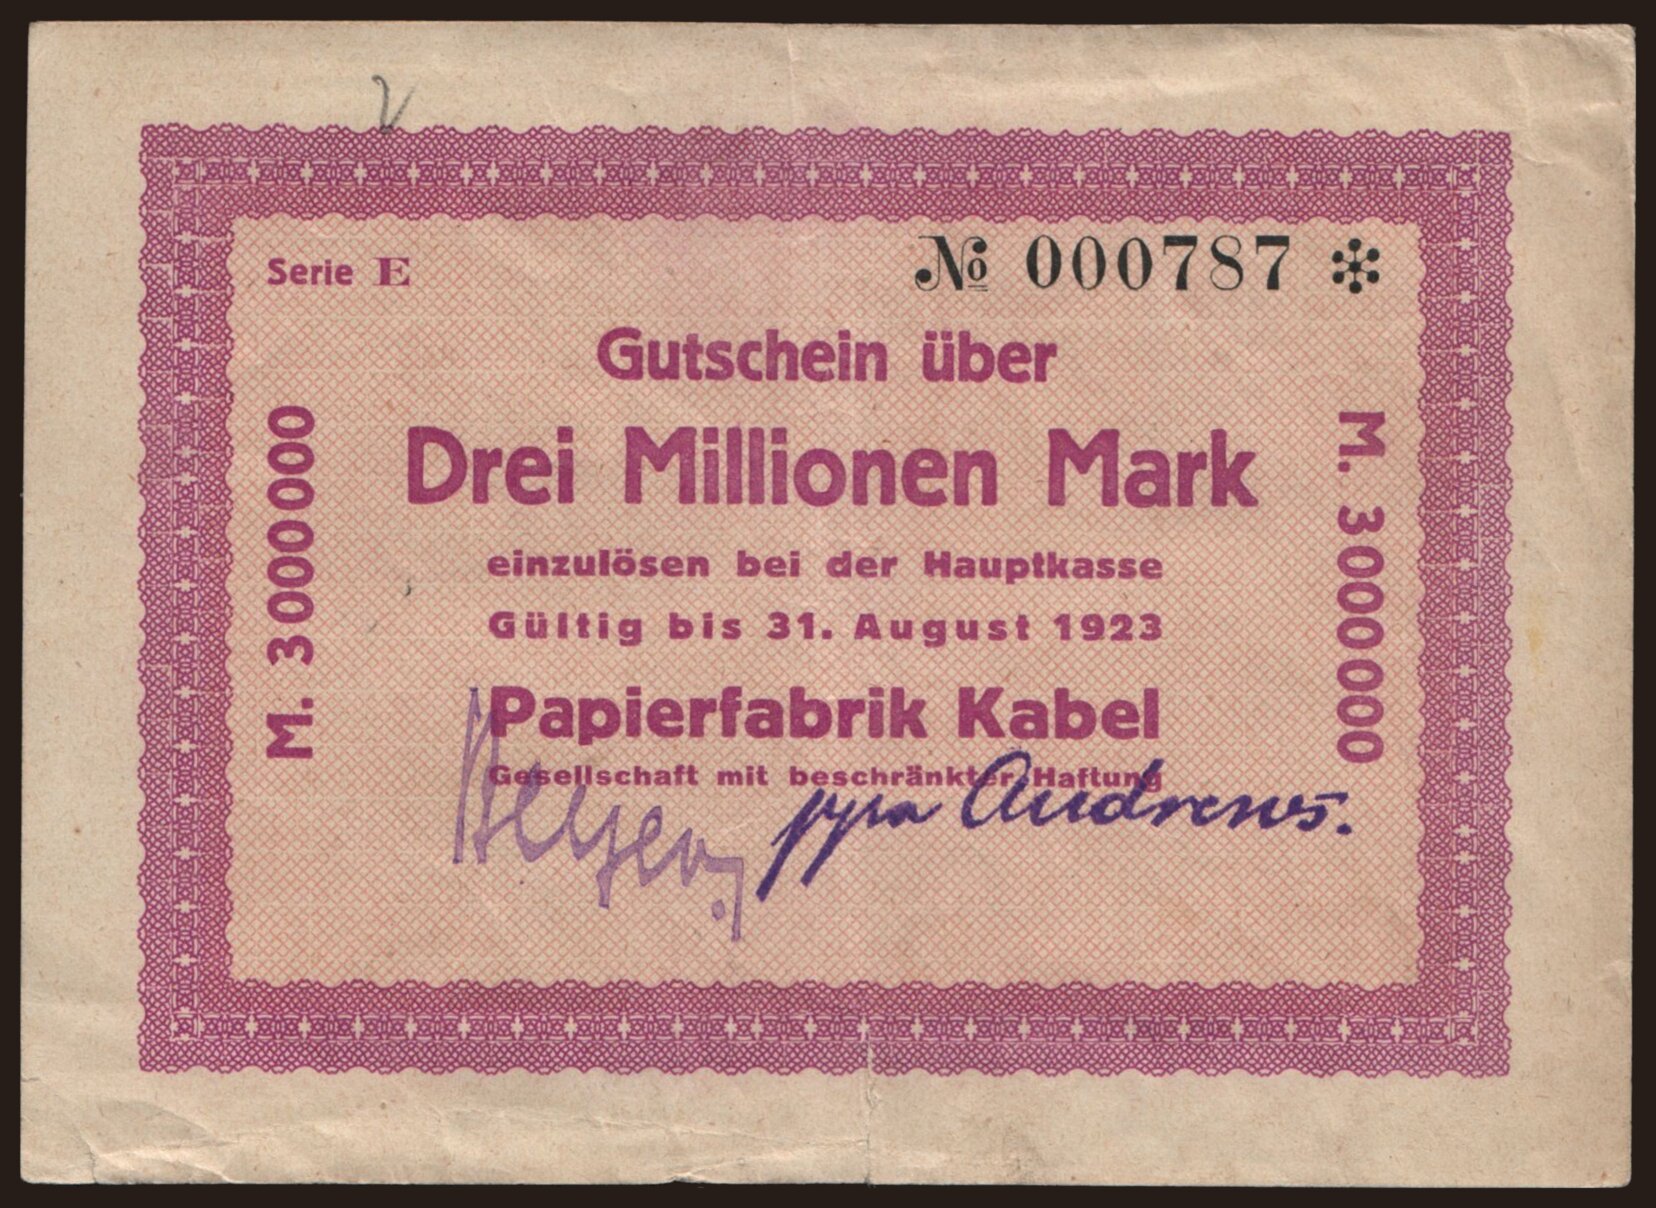 Serie E
№ 000787 *
Gutschein über
Drei Millionen Mark
einzulösen bei der Hauptkasse
Gültig bis 31. August 1923
Papierfabrik Kabel
Gesellschaft mit beschränkter Haftung
ppa Andrews.
M. 3000000
M. 3000000